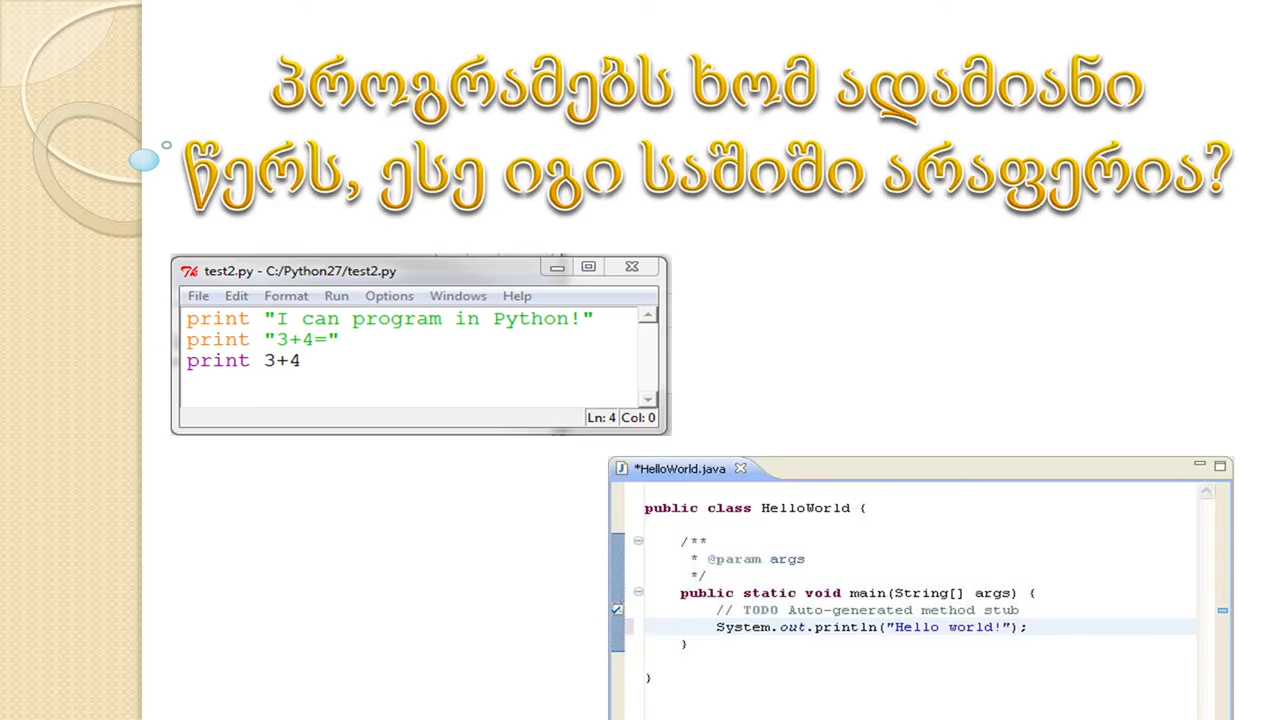 პროგრამებს ხომ ადამიანი
წერს, ესე იგი საშიში არაფერია?
test2.py - C:/Python27/test2.py
File Edit Format Run Options Windows Help
print "I can program in Python!"
print "3+4="
print 3+4
Ln: 4 Col: 0
*HelloWorld.java
public class HelloWorld {
/**
* @param args
*/
public static void main(String[] args) {
// TODO Auto-generated method stub
System.out.println("Hello world!");
}
}